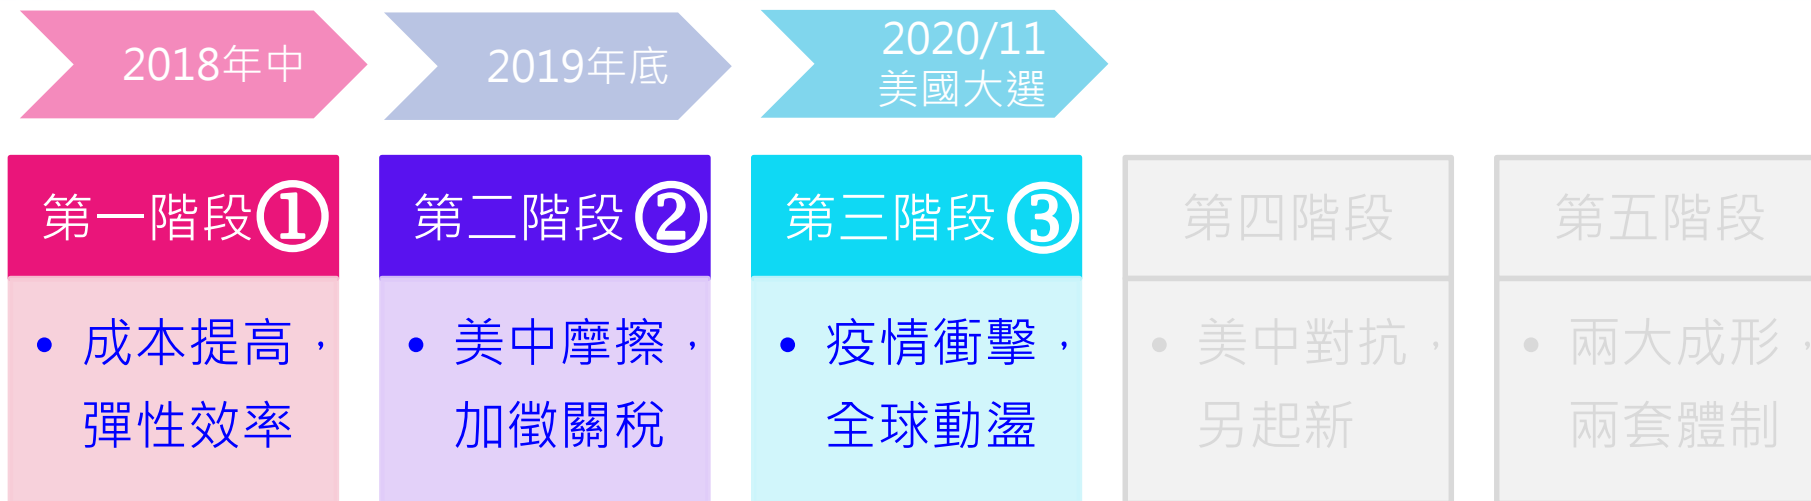 2018年中
2019年底
2020/11
美國大選
第一階段①
第二階段②
第三階段③
第四階段
第五階段
• 成本提高，
彈性效率
• 美中摩擦，
加徵關稅
• 疫情衝擊，
全球動盪
• 美中對抗，
另起新
• 兩大成形，
兩套體制